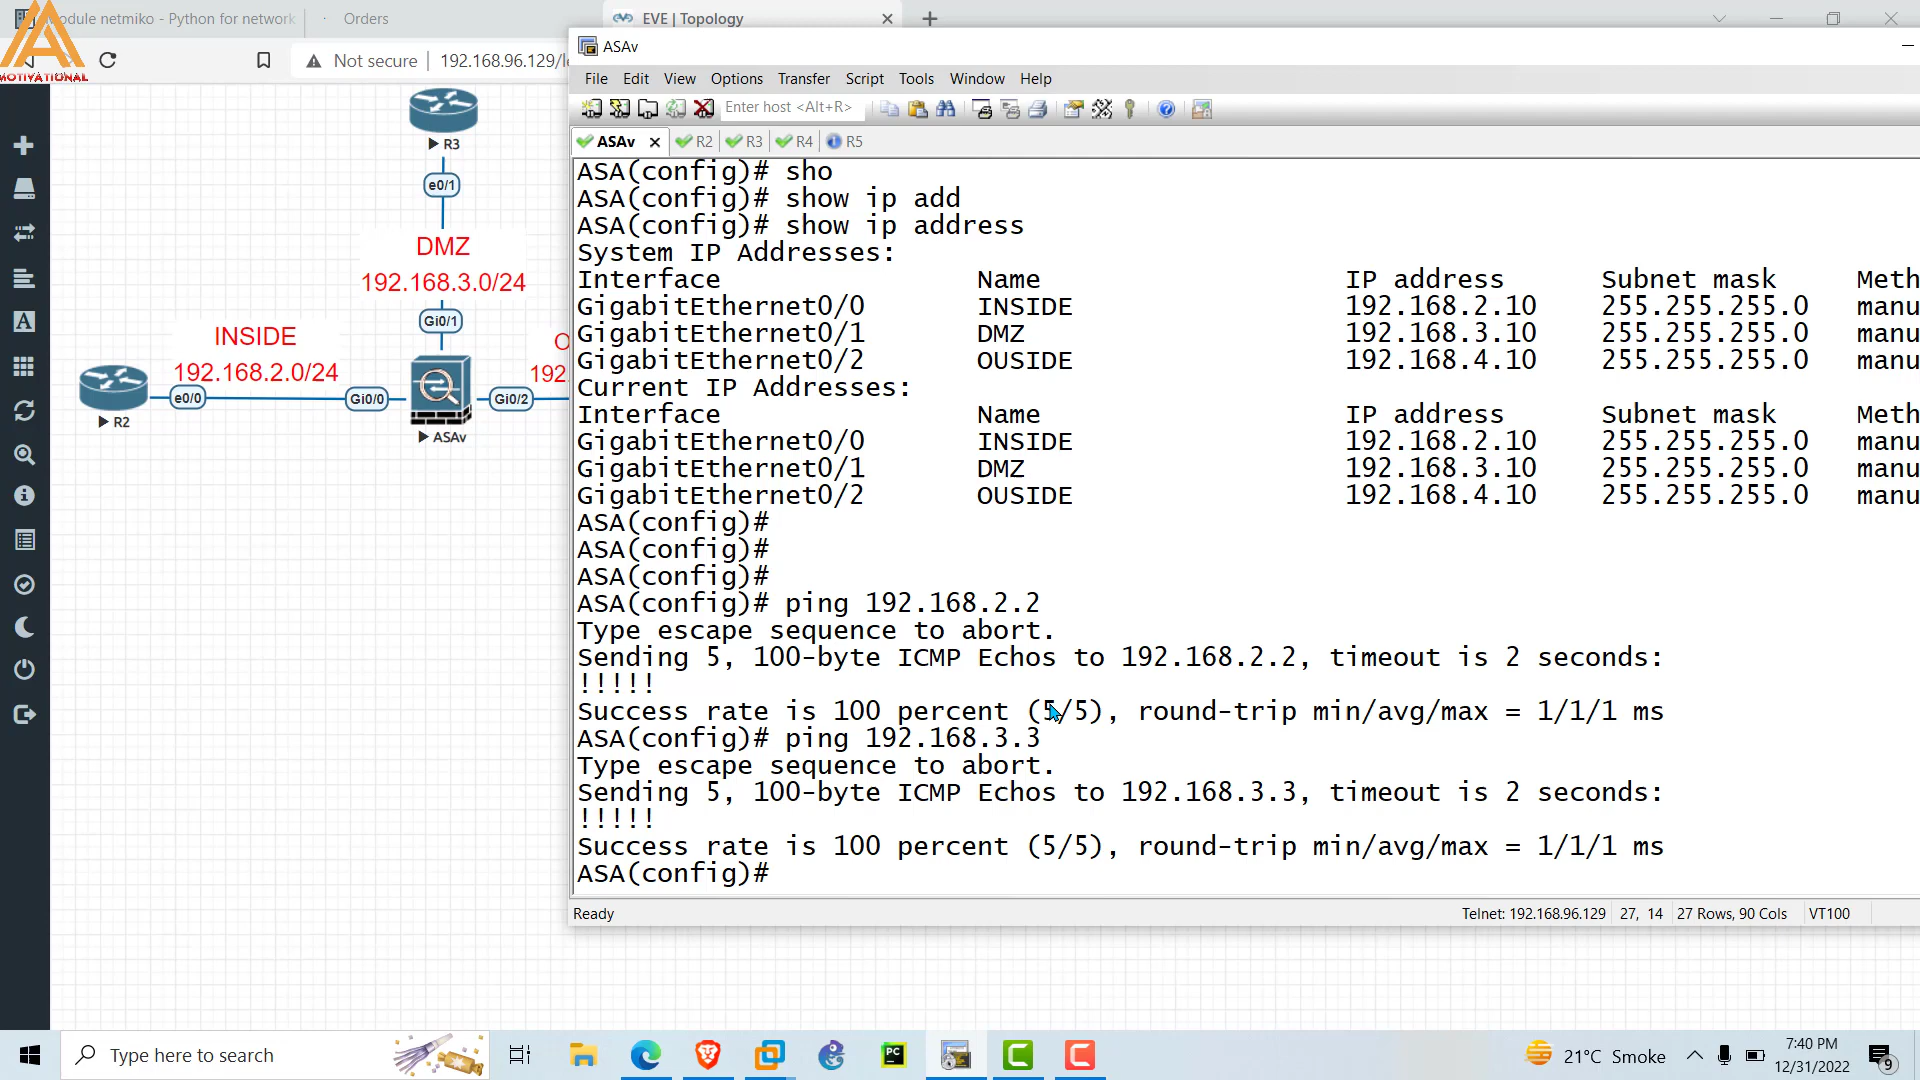 Module netmiko - Python for network
Orders
EVE | Topology
MOTIVATIONAL
Not secure
192.168.96.129/le
ASAv
File Edit View Options Transfer Script Tools Window Help
Enter host <Alt+R>
ASAv R2 R3 R4 R5
R3
e0/1
DMZ
192.168.3.0/24
Gi0/1
INSIDE
192.168.2.0/24
O
192.
e0/0
Gi0/0
Gi0/2
R2
ASAv
ASA(config)# sho
ASA(config)# show ip add
ASA(config)# show ip address
System IP Addresses:
Interface Name IP address Subnet mask Meth
GigabitEthernet0/0 INSIDE 192.168.2.10 255.255.255.0 manu
GigabitEthernet0/1 DMZ 192.168.3.10 255.255.255.0 manu
GigabitEthernet0/2 OUSIDE 192.168.4.10 255.255.255.0 manu
Current IP Addresses:
Interface Name IP address Subnet mask Meth
GigabitEthernet0/0 INSIDE 192.168.2.10 255.255.255.0 manu
GigabitEthernet0/1 DMZ 192.168.3.10 255.255.255.0 manu
GigabitEthernet0/2 OUSIDE 192.168.4.10 255.255.255.0 manu
ASA(config)#
ASA(config)#
ASA(config)#
ASA(config)# ping 192.168.2.2
Type escape sequence to abort.
Sending 5, 100-byte ICMP Echos to 192.168.2.2, timeout is 2 seconds:
!!!!!
Success rate is 100 percent (5/5), round-trip min/avg/max = 1/1/1 ms
ASA(config)# ping 192.168.3.3
Type escape sequence to abort.
Sending 5, 100-byte ICMP Echos to 192.168.3.3, timeout is 2 seconds:
!!!!!
Success rate is 100 percent (5/5), round-trip min/avg/max = 1/1/1 ms
ASA(config)#
Ready
Telnet: 192.168.96.129 27, 14 27 Rows, 90 Cols VT100
Type here to search
PC
21°C Smoke
7:40 PM
12/31/2022
9